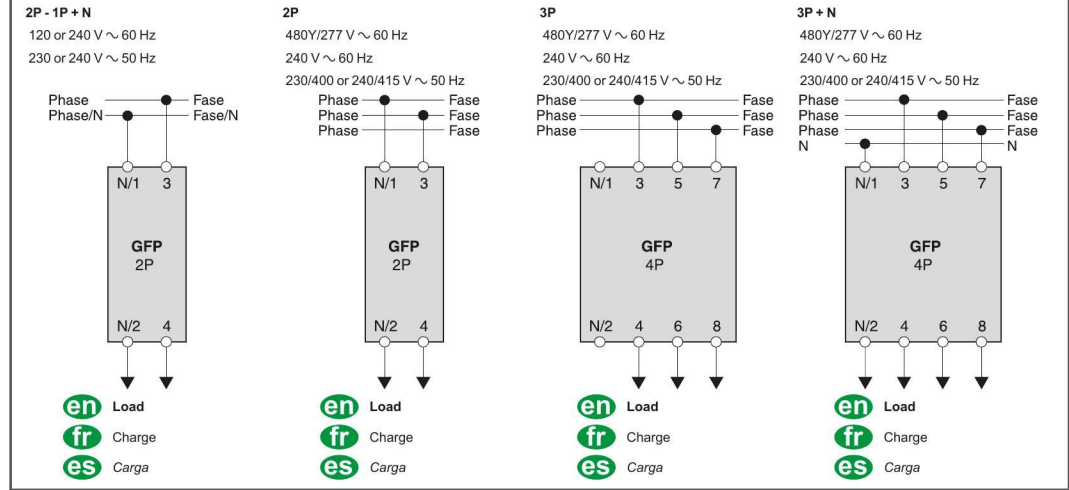 2P - 1P + N
120 or 240 V ~ 60 Hz
230 or 240 V ~ 50 Hz
Phase Fase
Phase/N Fase/N
N/1 3
GFP
2P
N/2 4
en Load
fr Charge
es Carga
2P
480Y/277 V ~ 60 Hz
240 V ~ 60 Hz
230/400 or 240/415 V ~ 50 Hz
Phase Fase
Phase Fase
Phase Fase
N/1 3
GFP
2P
N/2 4
en Load
fr Charge
es Carga
3P
480Y/277 V ~ 60 Hz
240 V ~ 60 Hz
230/400 or 240/415 V ~ 50 Hz
Phase Fase
Phase Fase
Phase Fase
N/1 3 5 7
GFP
4P
N/2 4 6 8
en Load
fr Charge
es Carga
3P + N
480Y/277 V ~ 60 Hz
240 V ~ 60 Hz
230/400 or 240/415 V ~ 50 Hz
Phase Fase
Phase Fase
Phase Fase
N N
N/1 3 5 7
GFP
4P
N/2 4 6 8
en Load
fr Charge
es Carga